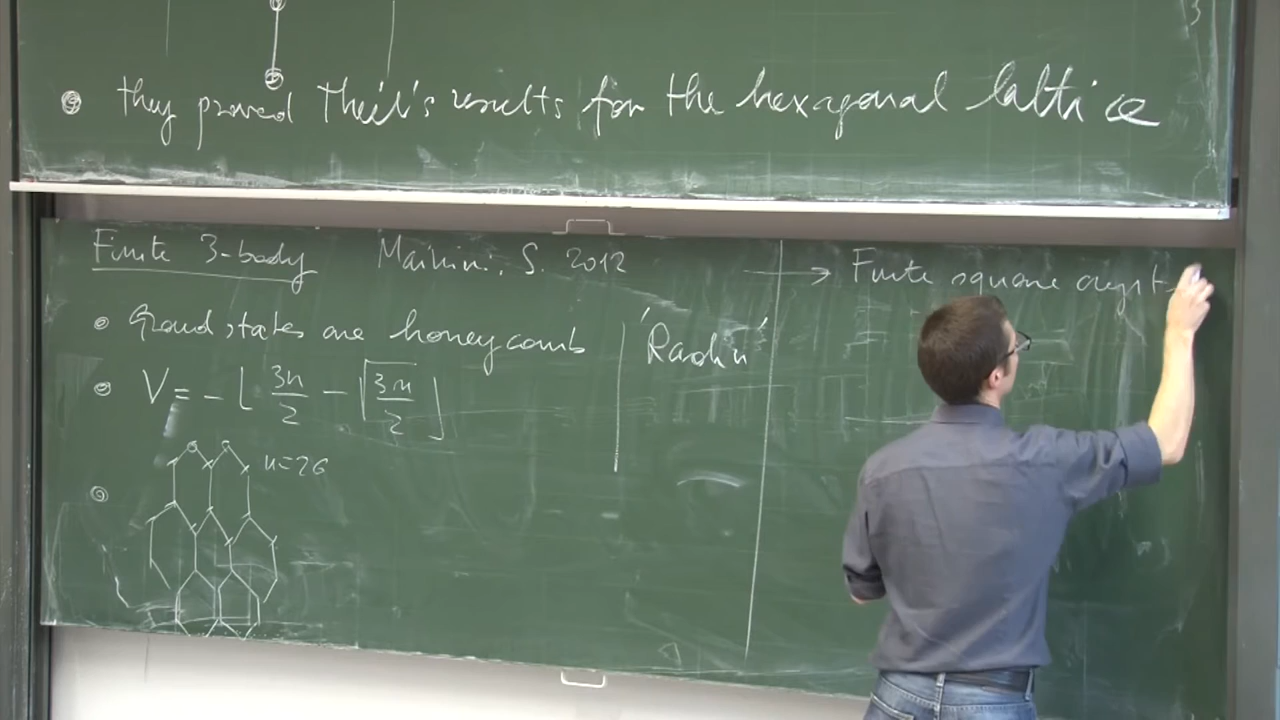 they proved Theil's results for the hexagonal lattice
Finite 3-body Mainini, S. 2012
→ Finite square cryst
Ground states are honeycomb
'Radin'
V = - ⌊ 3n/2 - √(3n/2) ⌋
n=26